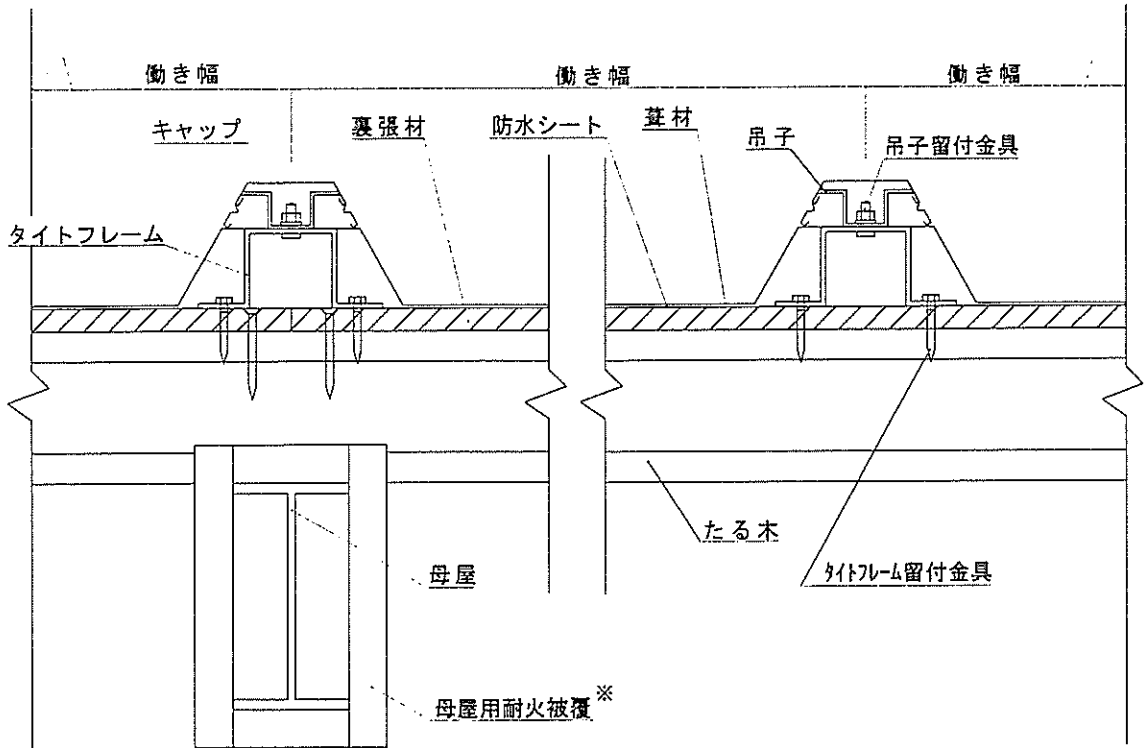 働き幅
働き幅
働き幅
キャップ
裏張材
防水シート
葺材
吊子
吊子留付金具
タイトフレーム
たる木
母屋
タイトフレーム留付金具
母屋用耐火被覆※